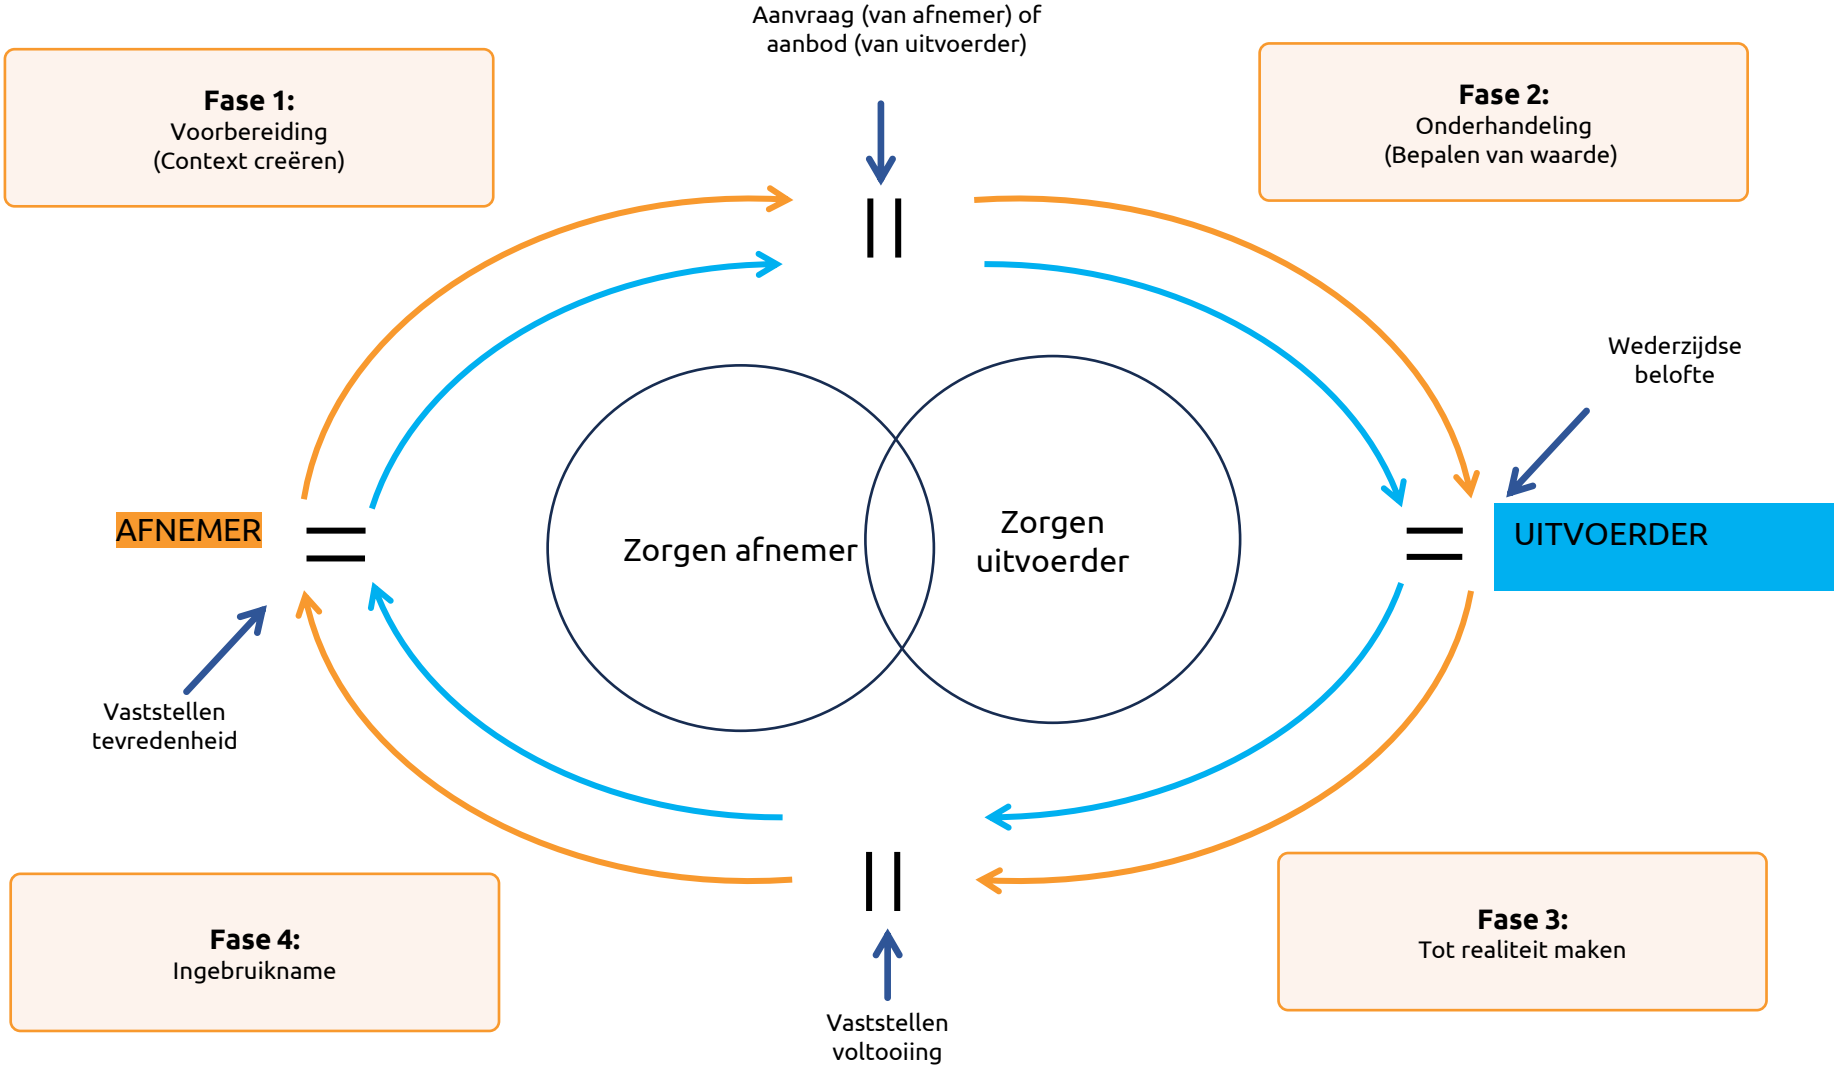 Aanvraag (van afnemer) of
aanbod (van uitvoerder)
Fase 1:
Voorbereiding
(Context creëren)
Fase 2:
Onderhandeling
(Bepalen van waarde)
Wederzijdse
belofte
AFNEMER
Zorgen afnemer
Zorgen
uitvoerder
UITVOERDER
Vaststellen
tevredenheid
Fase 4:
Ingebruikname
Fase 3:
Tot realiteit maken
Vaststellen
voltooiing